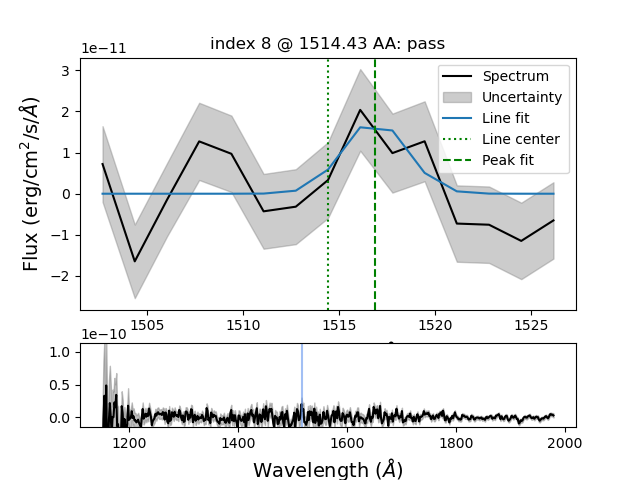 index 8 @ 1514.43 AA: pass
1e−11
Flux (erg/cm²/s/Å)
3
2
1
0
−1
−2
Spectrum
Uncertainty
Line fit
Line center
Peak fit
1505
1510
1515
1520
1525
1e−10
1.0
0.5
0.0
1200
1400
1600
1800
2000
Wavelength (Å)